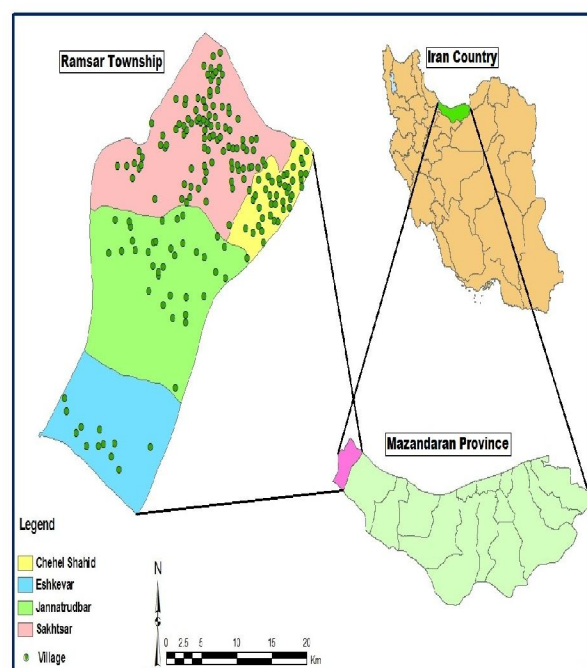 Ramsar Township
Iran Country
Mazandaran Province
Legend
Chehel Shahid
Eshkevar
Jannatrudbar
Sakhtsar
Village
N
0 2.5 5 10 15 20
Km